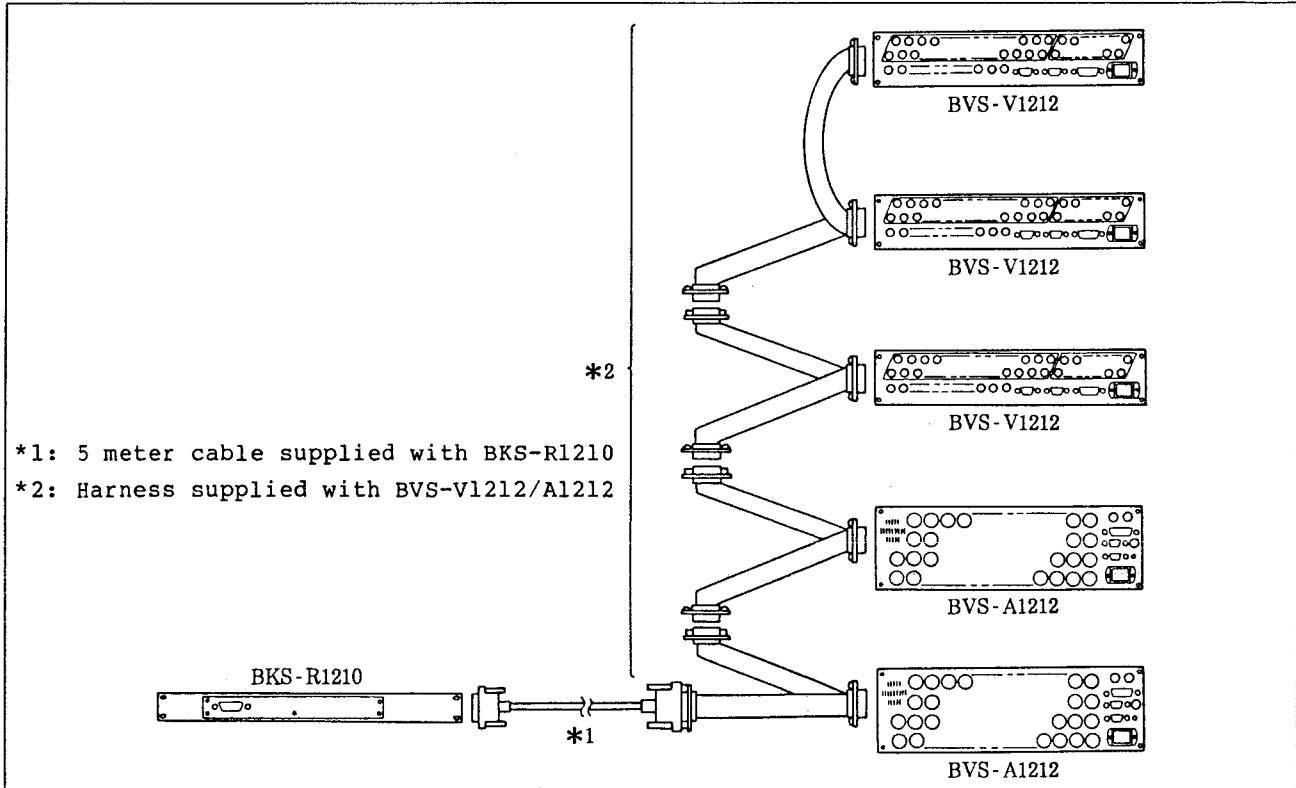 BVS-V1212
BVS-V1212
*2
BVS-V1212
*1: 5 meter cable supplied with BKS-R1210
*2: Harness supplied with BVS-V1212/A1212
BVS-A1212
BKS-R1210
*1
BVS-A1212